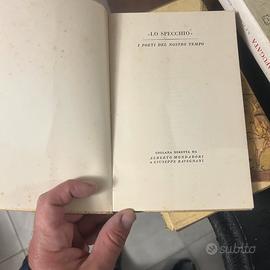 «LO SPECCHIO»
I POETI DEL NOSTRO TEMPO
COLLANA DIRETTA DA
ALBERTO MONDADORI
E GIUSEPPE RAVEGNANI
subito